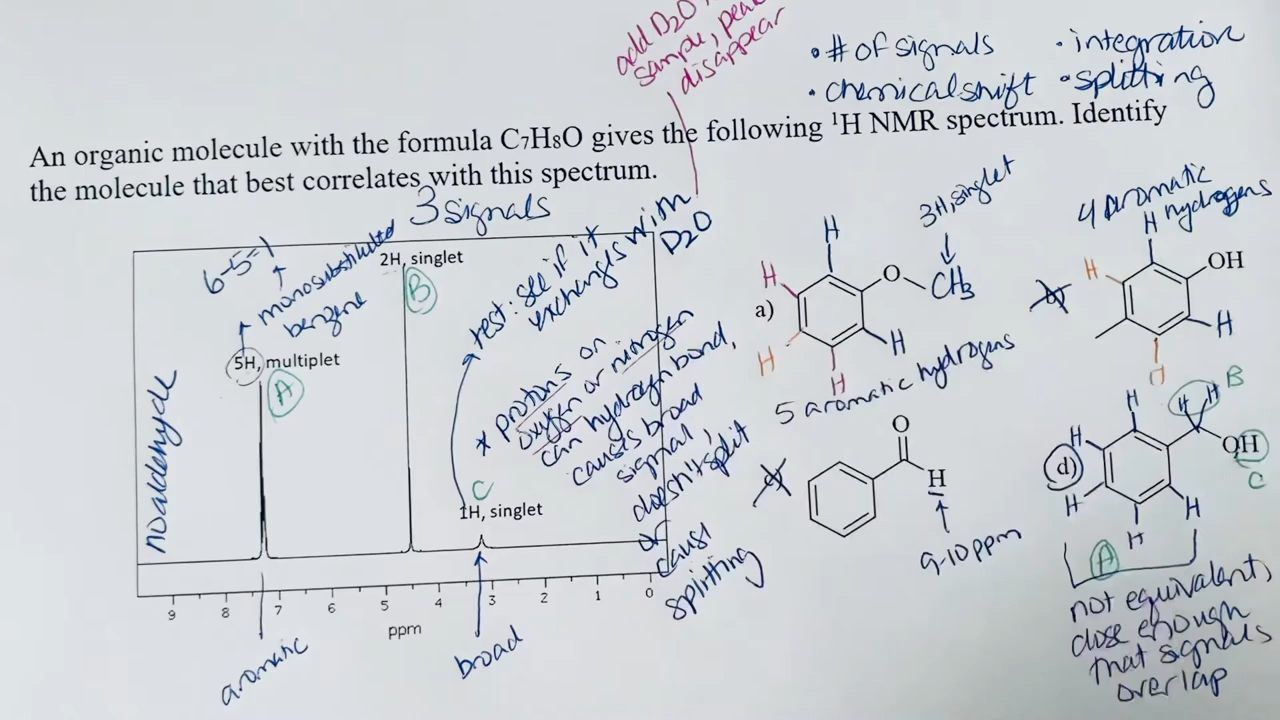 add D2O
sample, peak
disappear
• # of signals
• integration
• chemical shift
• splitting
An organic molecule with the formula C7H8O gives the following 1H NMR spectrum. Identify
the molecule that best correlates with this spectrum.
3 signals
6-5=1
monosubstituted
benzene
5H, multiplet
A
2H, singlet
B
test: see if it
exchanges with
D2O
* protons on
oxygen or nitrogen
can hydrogen bond,
causes broad
signal,
doesn't split
or
cause
splitting
C
1H, singlet
no aldehyde
9 8 7 6 5 4 3 2 1 0
ppm
aromatic
broad
3H, singlet
a)
H
O
CH3
H
H
H
H
5 aromatic hydrogens
4 aromatic
hydrogens
H
H
OH
H
H
O
H
9-10ppm
d)
H
H
H
B
H
OH
C
H
H
H
A
not equivalent,
close enough
that signals
overlap